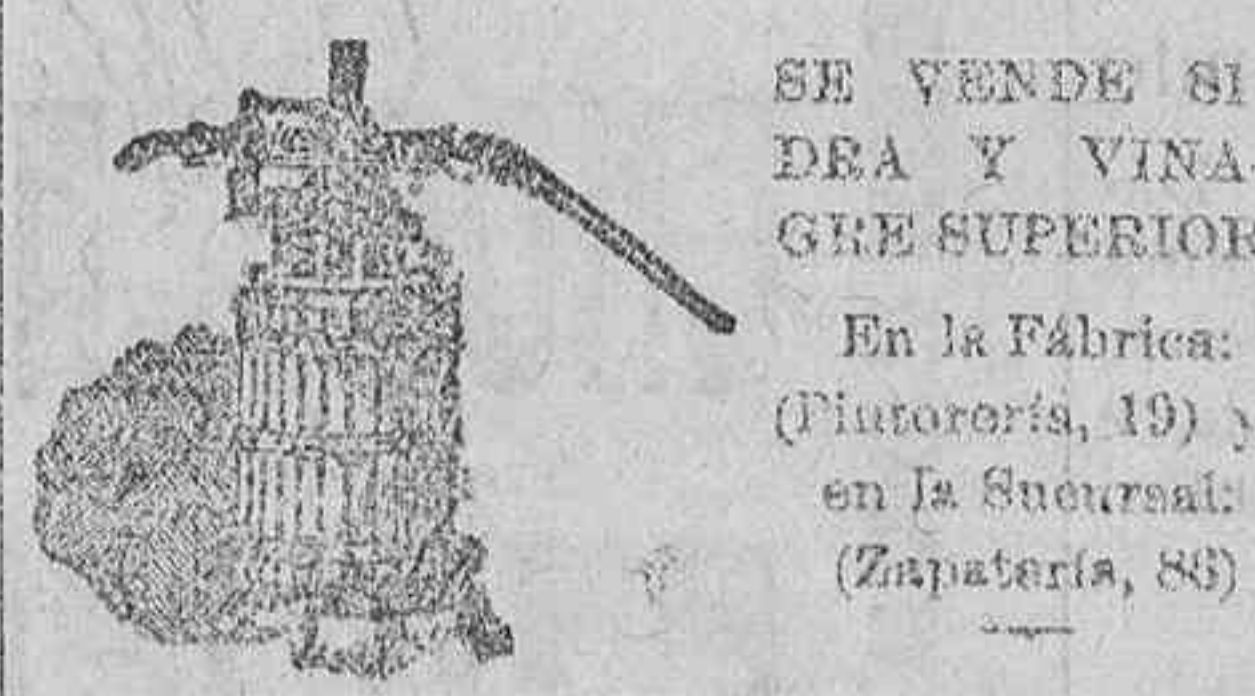 SE VENDE SI
DRA Y VINA
GRE SUPERIOR
En la Fábrica:
(Pintorería, 19) y
en la Sucursal:
(Zapatería, 86)